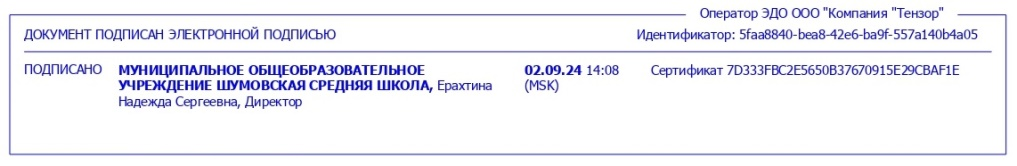 Оператор ЭДО ООО "Компания "Тензор"
ДОКУМЕНТ ПОДПИСАН ЭЛЕКТРОННОЙ ПОДПИСЬЮ Идентификатор: 5faa8840-bea8-42e6-ba9f-557a140b4a05
ПОДПИСАНО МУНИЦИПАЛЬНОЕ ОБЩЕОБРАЗОВАТЕЛЬНОЕ 02.09.24 14:08 Сертификат 7D333FBC2E5650B37670915E29CBAF1E
УЧРЕЖДЕНИЕ ШУМОВСКАЯ СРЕДНЯЯ ШКОЛА, Ерахтина (MSK)
Надежда Сергеевна, Директор